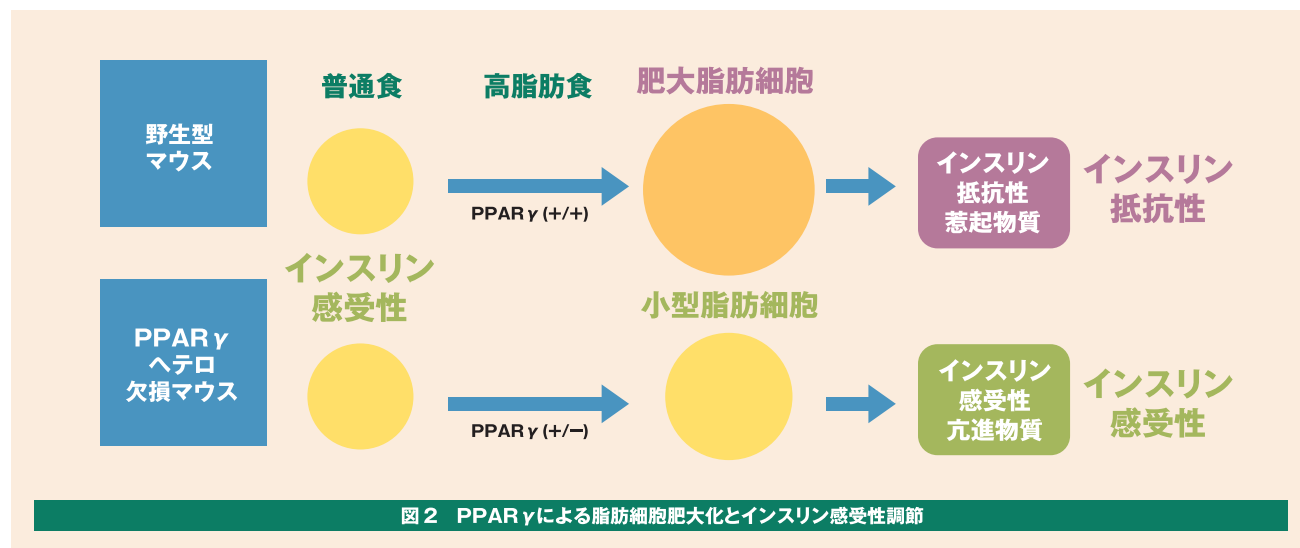 普通食
高脂肪食
肥大脂肪細胞
野生型
マウス
PPARγ (+/+)
インスリン
抵抗性
惹起物質
インスリン
抵抗性
インスリン
感受性
小型脂肪細胞
PPARγ
ヘテロ
欠損マウス
PPARγ (+/−)
インスリン
感受性
亢進物質
インスリン
感受性
図2 PPARγによる脂肪細胞肥大化とインスリン感受性調節